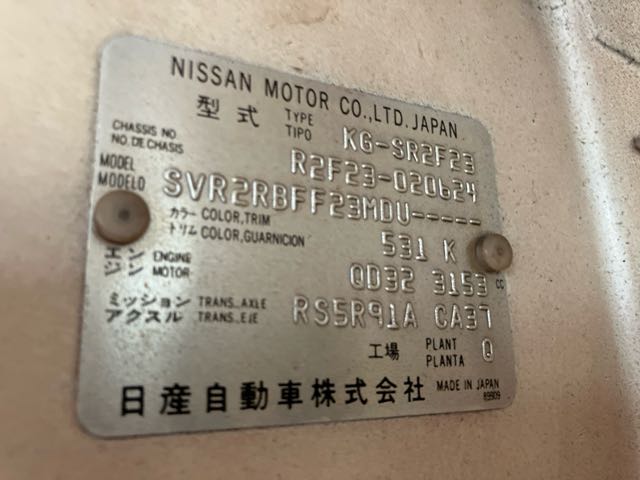 NISSAN MOTOR CO.,LTD.JAPAN
型式 TYPE TIPO KG-SR2F23
CHASSIS NO NO.DE CHASIS R2F23-020624
MODEL MODELO SVR2RBFF23MDU-----
カラー COLOR,TRIM
トリム COLOR,GUARNICION 531 K
エンジン ENGINE MOTOR QD32 3153 CC
ミッション TRANS.,AXLE
アクスル TRANS.,EJE RS5R91A CA37
工場 PLANT PLANTA Q
日産自動車株式会社 MADE IN JAPAN
89909